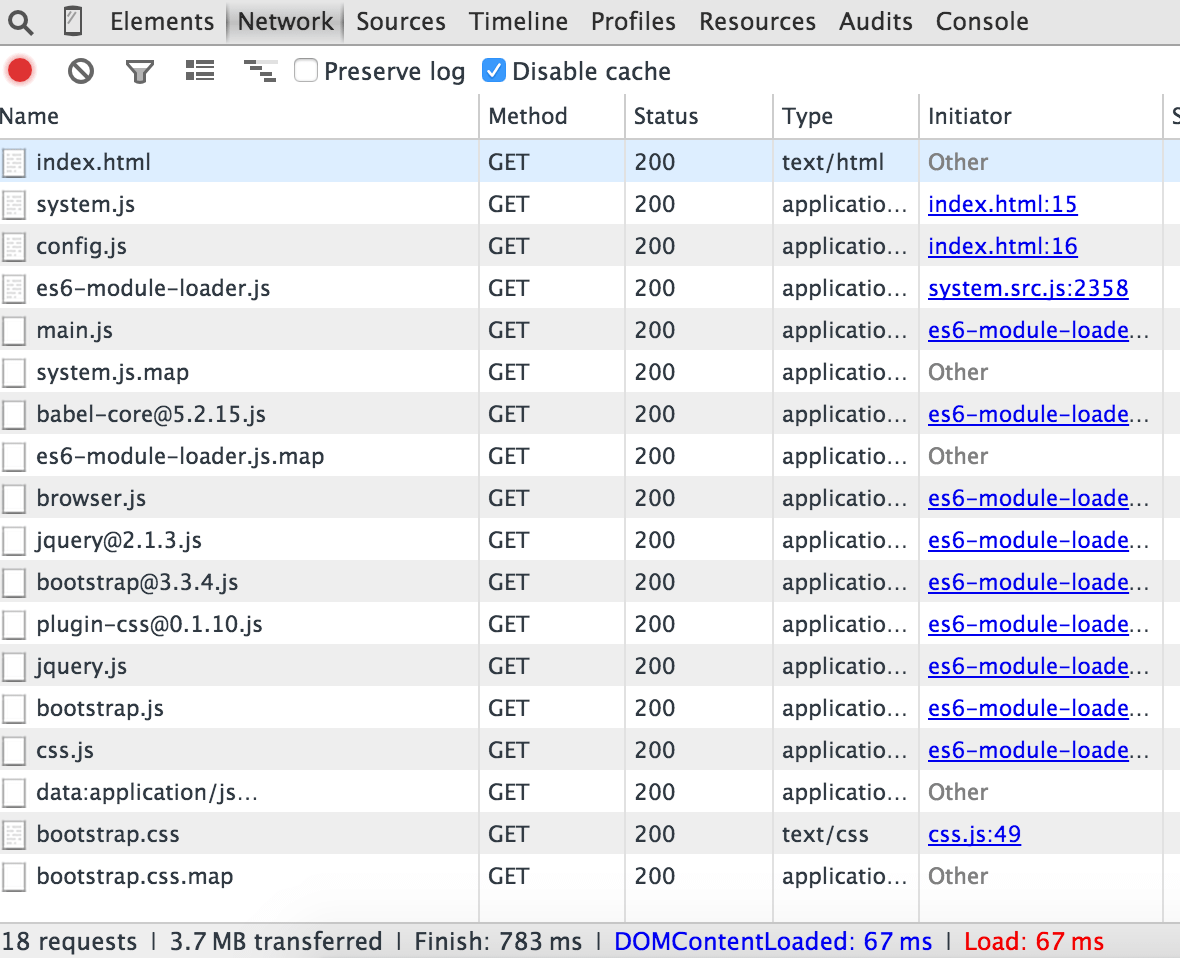 Elements Network Sources Timeline Profiles Resources Audits Console
Preserve log Disable cache
Name Method Status Type Initiator S
index.html GET 200 text/html Other
system.js GET 200 applicatio... index.html:15
config.js GET 200 applicatio... index.html:16
es6-module-loader.js GET 200 applicatio... system.src.js:2358
main.js GET 200 applicatio... es6-module-loade...
system.js.map GET 200 applicatio... Other
babel-core@5.2.15.js GET 200 applicatio... es6-module-loade...
es6-module-loader.js.map GET 200 applicatio... Other
browser.js GET 200 applicatio... es6-module-loade...
jquery@2.1.3.js GET 200 applicatio... es6-module-loade...
bootstrap@3.3.4.js GET 200 applicatio... es6-module-loade...
plugin-css@0.1.10.js GET 200 applicatio... es6-module-loade...
jquery.js GET 200 applicatio... es6-module-loade...
bootstrap.js GET 200 applicatio... es6-module-loade...
css.js GET 200 applicatio... es6-module-loade...
data:application/js... GET 200 applicatio... Other
bootstrap.css GET 200 text/css css.js:49
bootstrap.css.map GET 200 applicatio... Other
18 requests | 3.7 MB transferred | Finish: 783 ms | DOMContentLoaded: 67 ms | Load: 67 ms